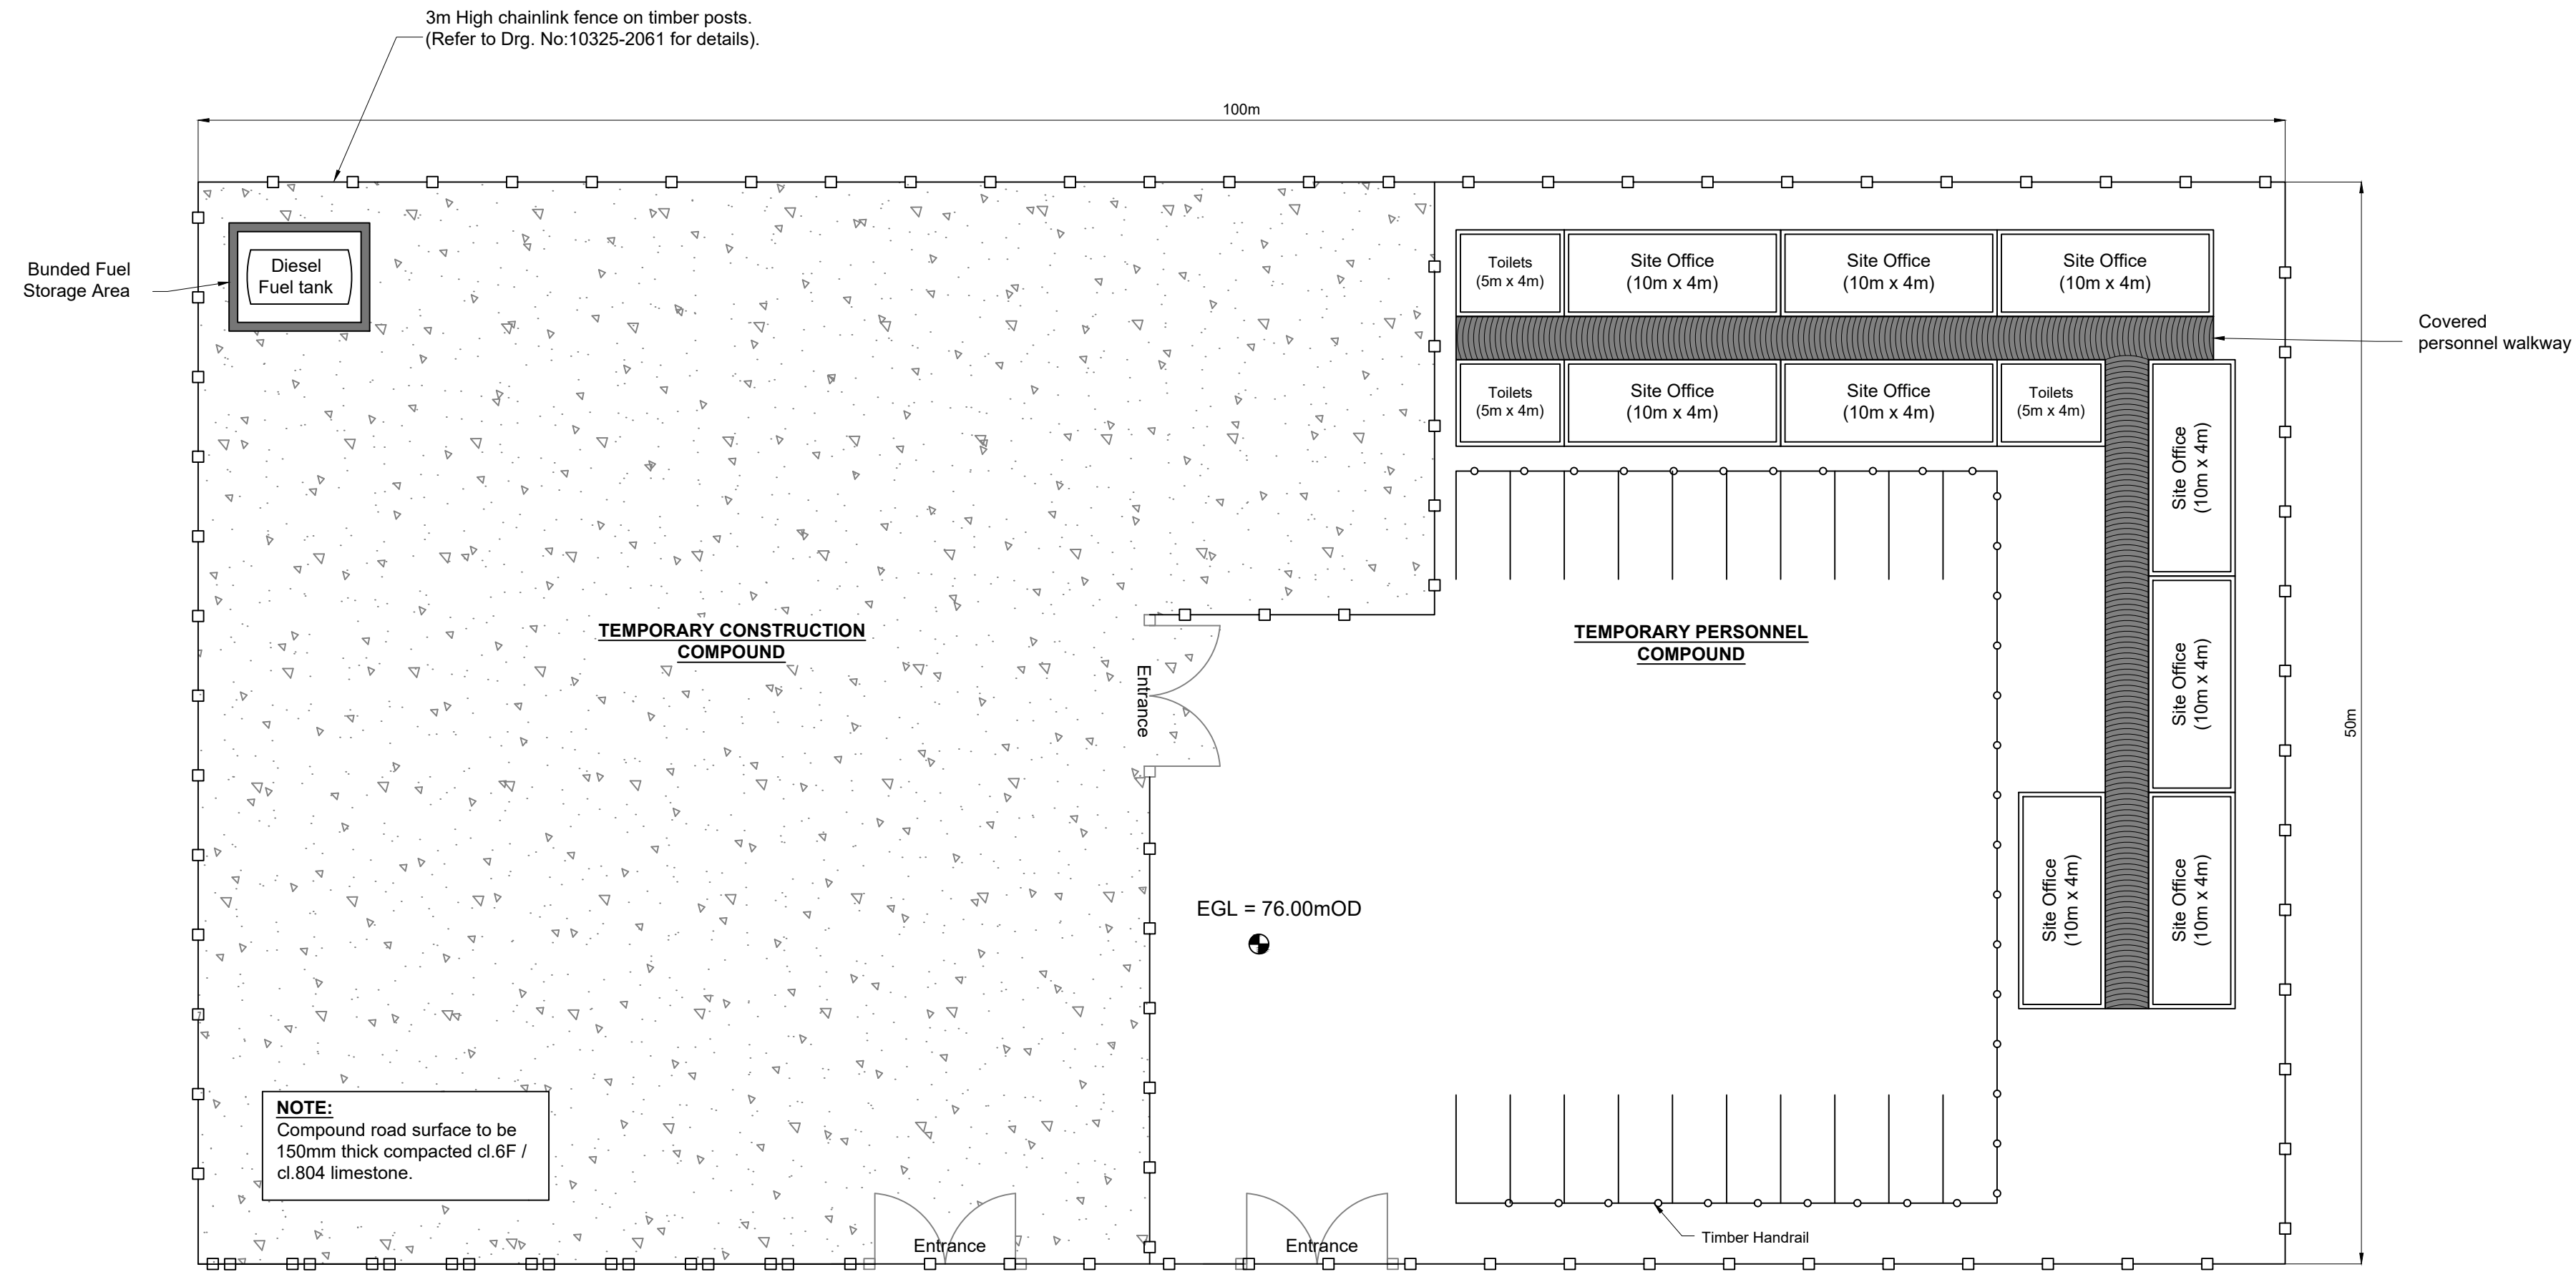 3m High chainlink fence on timber posts.
(Refer to Drg. No:10325-2061 for details).
100m
Bunded Fuel
Storage Area
Diesel
Fuel tank
Toilets
(5m x 4m)
Site Office
(10m x 4m)
Site Office
(10m x 4m)
Site Office
(10m x 4m)
Covered
personnel walkway
Toilets
(5m x 4m)
Site Office
(10m x 4m)
Site Office
(10m x 4m)
Toilets
(5m x 4m)
Site Office
(10m x 4m)
TEMPORARY CONSTRUCTION
COMPOUND
Entrance
TEMPORARY PERSONNEL
COMPOUND
Site Office
(10m x 4m)
50m
EGL = 76.00mOD
Site Office
(10m x 4m)
Site Office
(10m x 4m)
NOTE:
Compound road surface to be
150mm thick compacted cl.6F /
cl.804 limestone.
Entrance
Entrance
Timber Handrail